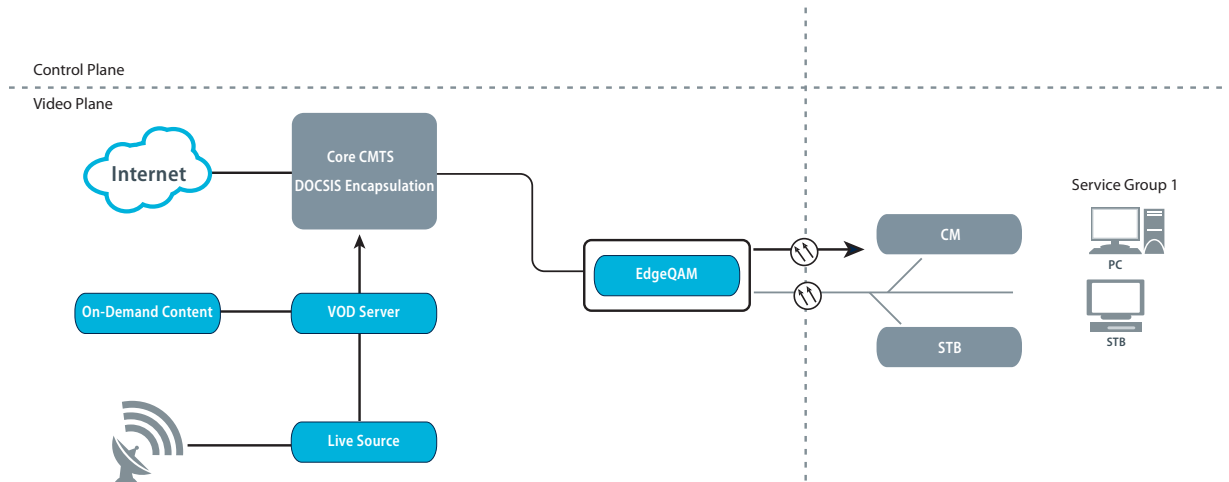 Control Plane
Video Plane
Internet
Core CMTS
DOCSIS Encapsulation
Service Group 1
CM
PC
EdgeQAM
On-Demand Content
VOD Server
STB
STB
Live Source